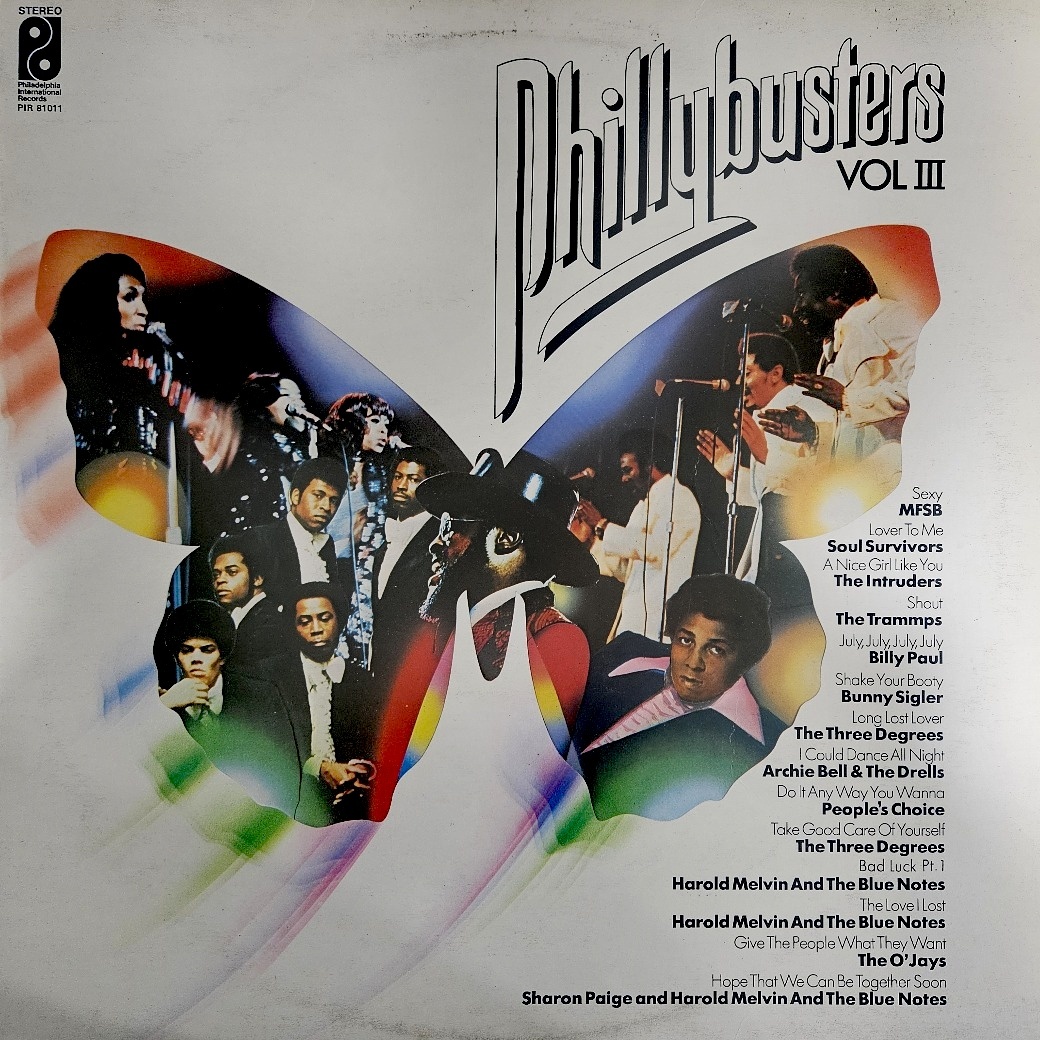 STEREO
Philadelphia
International
Records
PIR 81011
Phillybusters
VOL III
Sexy
MFSB
Lover To Me
Soul Survivors
A Nice Girl Like You
The Intruders
Shout
The Trammps
July, July, July, July
Billy Paul
Shake Your Booty
Bunny Sigler
Long Lost Lover
The Three Degrees
I Could Dance All Night
Archie Bell & The Drells
Do It Any Way You Wanna
People's Choice
Take Good Care Of Yourself
The Three Degrees
Bad Luck Pt.1
Harold Melvin And The Blue Notes
The Love I Lost
Harold Melvin And The Blue Notes
Give The People What They Want
The O'Jays
Hope That We Can Be Together Soon
Sharon Paige and Harold Melvin And The Blue Notes